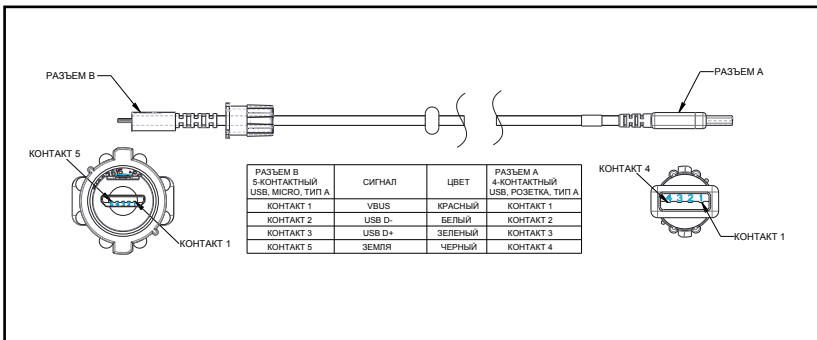 РАЗЪЕМ B
РАЗЪЕМ A
КОНТАКТ 5
КОНТАКТ 1
РАЗЪЕМ B
5-КОНТАКТНЫЙ
USB, MICRO, ТИП A
СИГНАЛ
ЦВЕТ
РАЗЪЕМ A
4-КОНТАКТНЫЙ
USB, РОЗЕТКА, ТИП A
КОНТАКТ 1 VBUS КРАСНЫЙ КОНТАКТ 1
КОНТАКТ 2 USB D- БЕЛЫЙ КОНТАКТ 2
КОНТАКТ 3 USB D+ ЗЕЛЕНЫЙ КОНТАКТ 3
КОНТАКТ 5 ЗЕМЛЯ ЧЕРНЫЙ КОНТАКТ 4
КОНТАКТ 4
4 3 2 1
КОНТАКТ 1